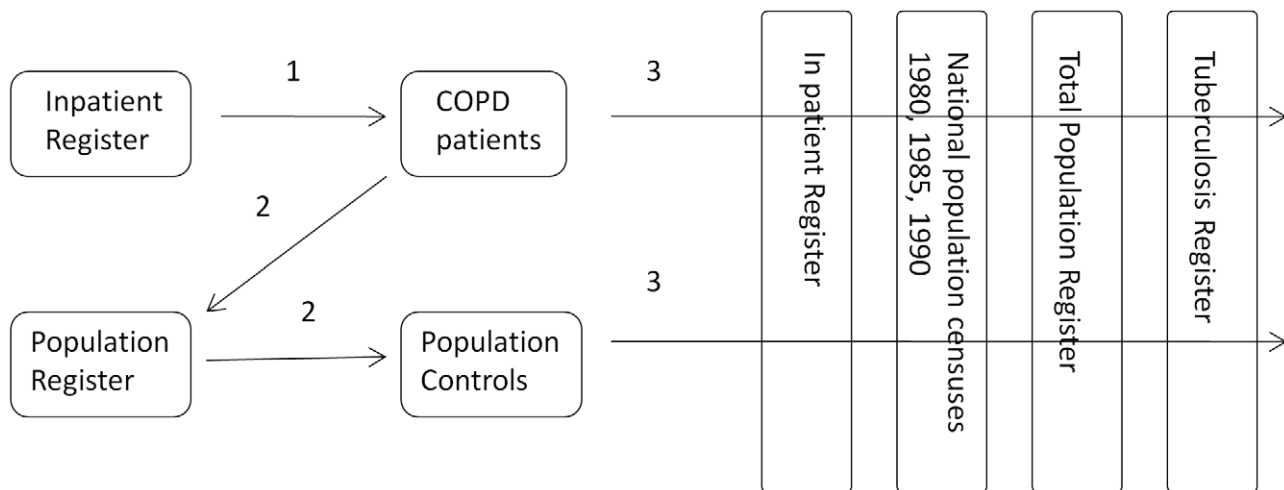 1
3
Inpatient
Register
COPD
patients
2
Population
Register
2
Population
Controls
3
In patient Register
National population censuses
1980, 1985, 1990
Total Population Register
Tuberculosis Register